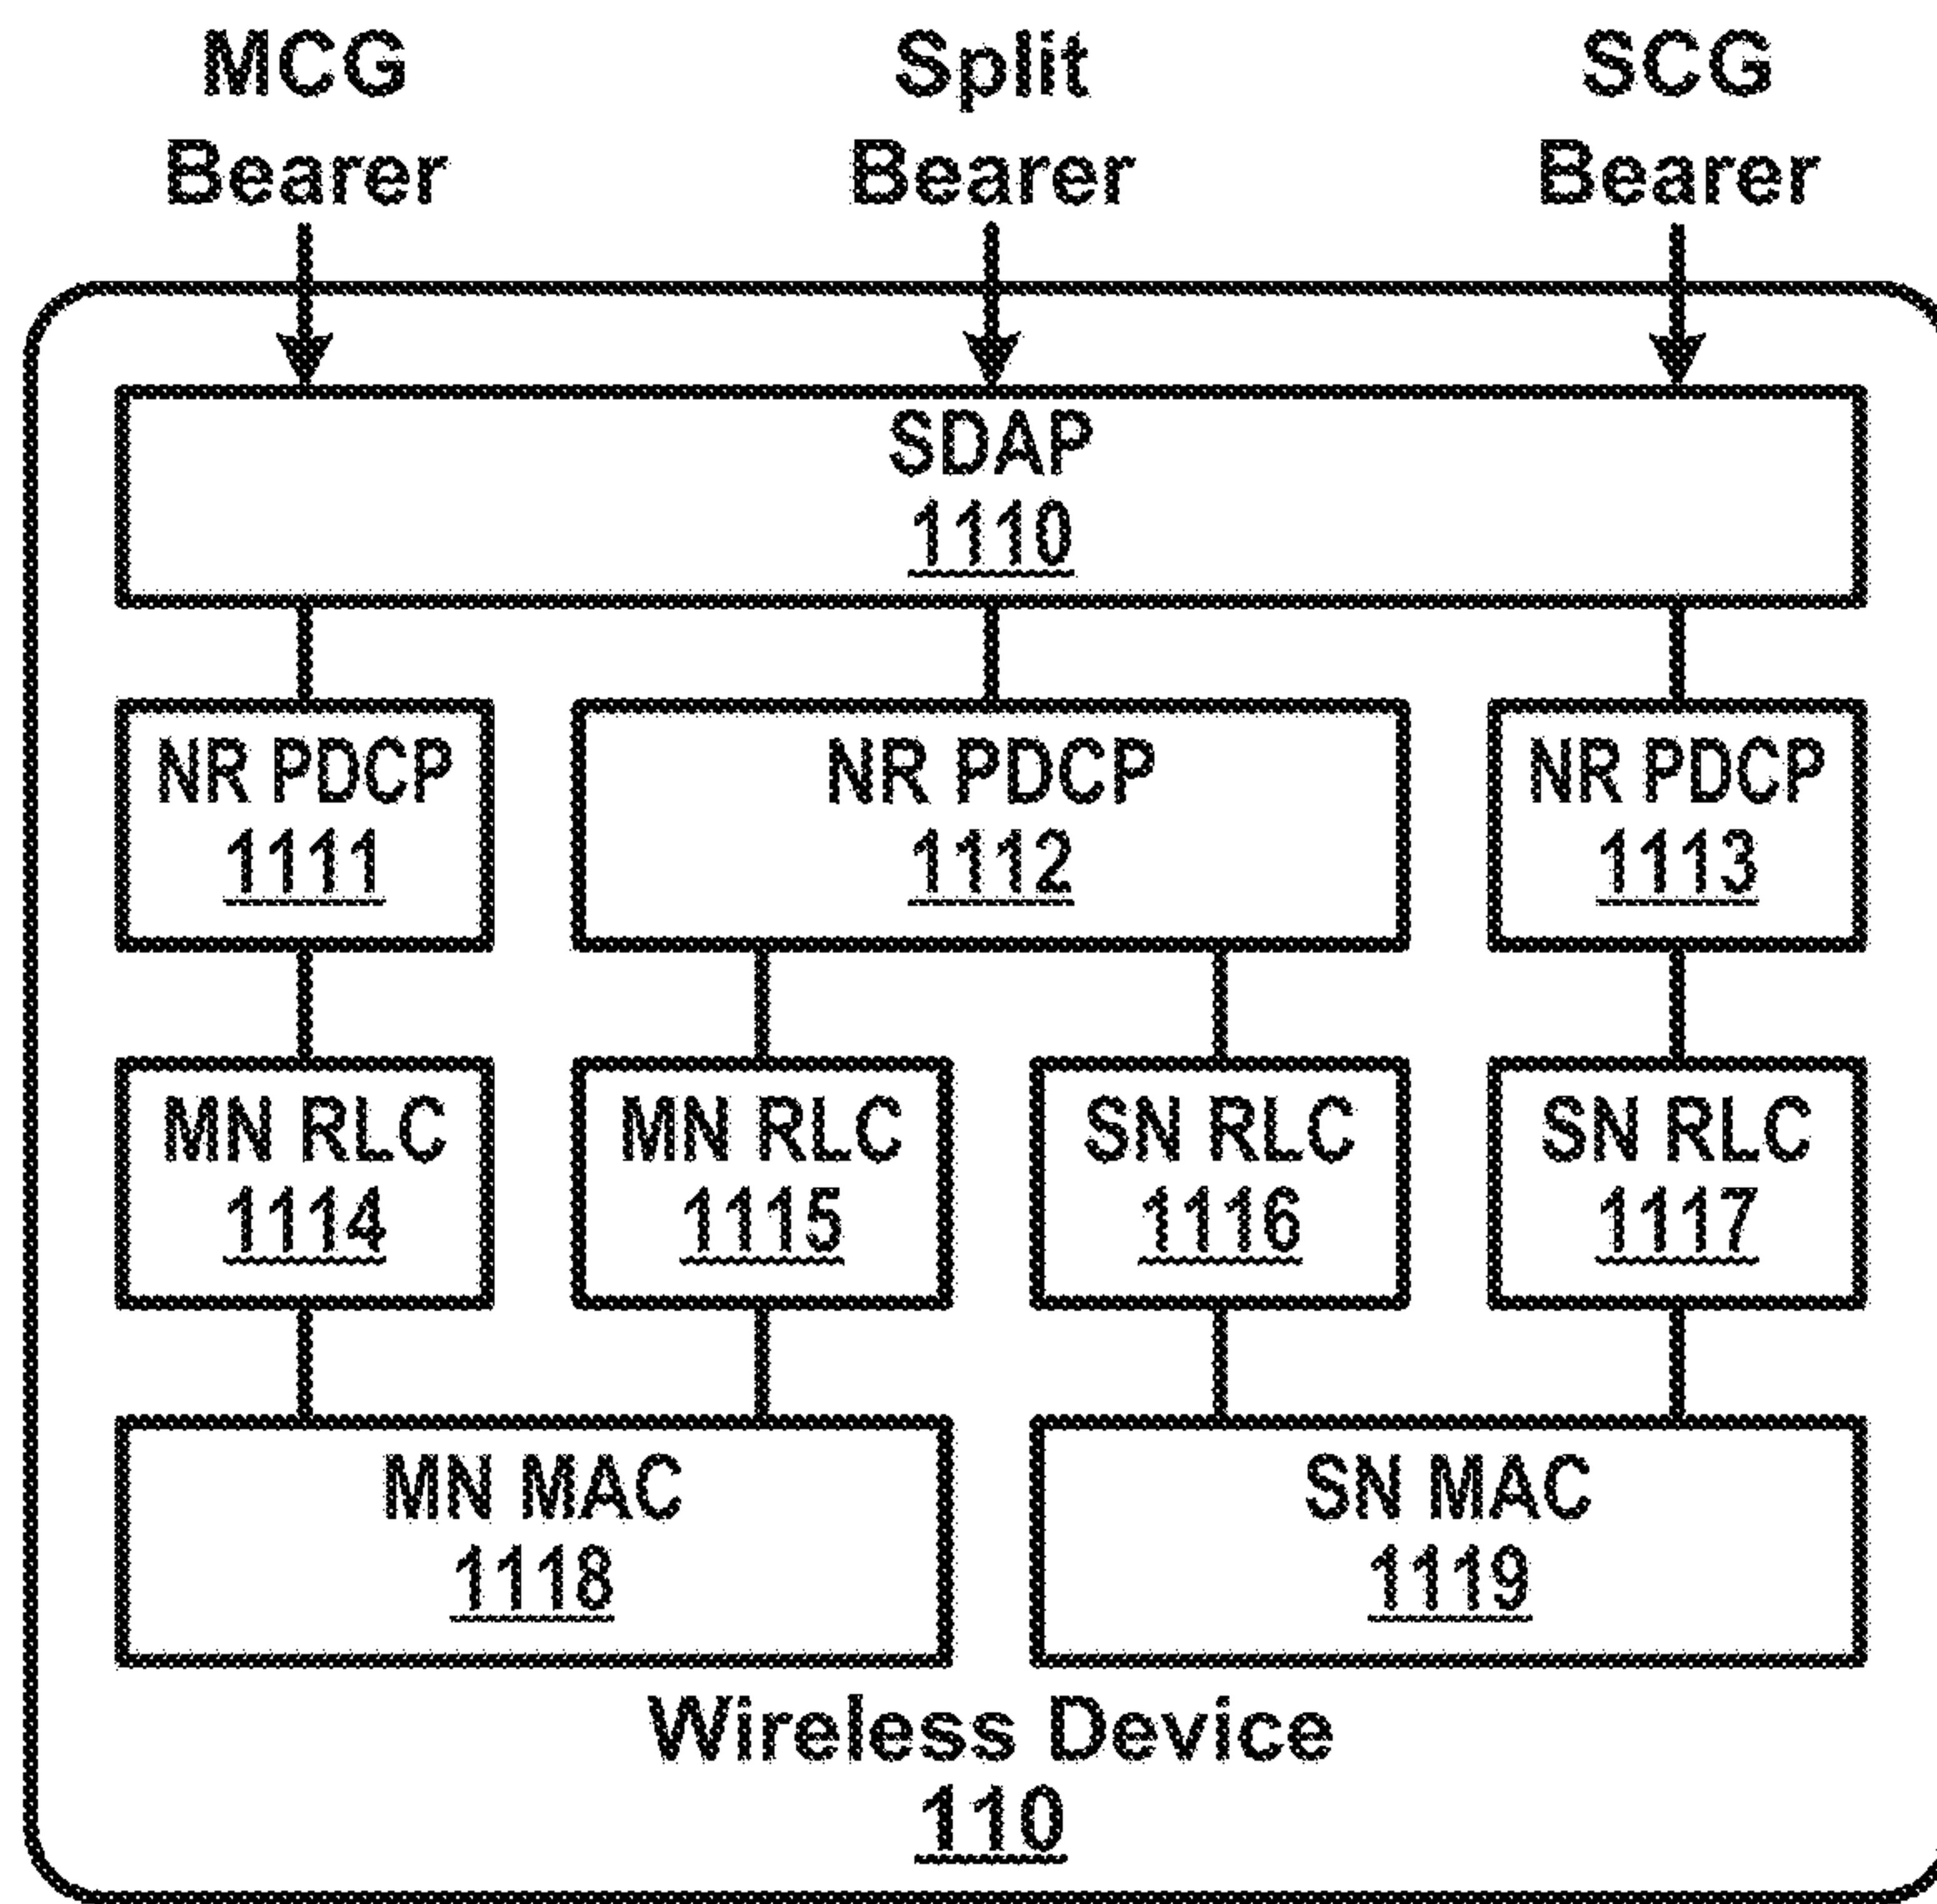 MCG
Bearer
Split
Bearer
SCG
Bearer
SDAP
1110
NR PDCP
1111
NR PDCP
1112
NR PDCP
1113
MN RLC
1114
MN RLC
1115
SN RLC
1116
SN RLC
1117
MN MAC
1118
SN MAC
1119
Wireless Device
110